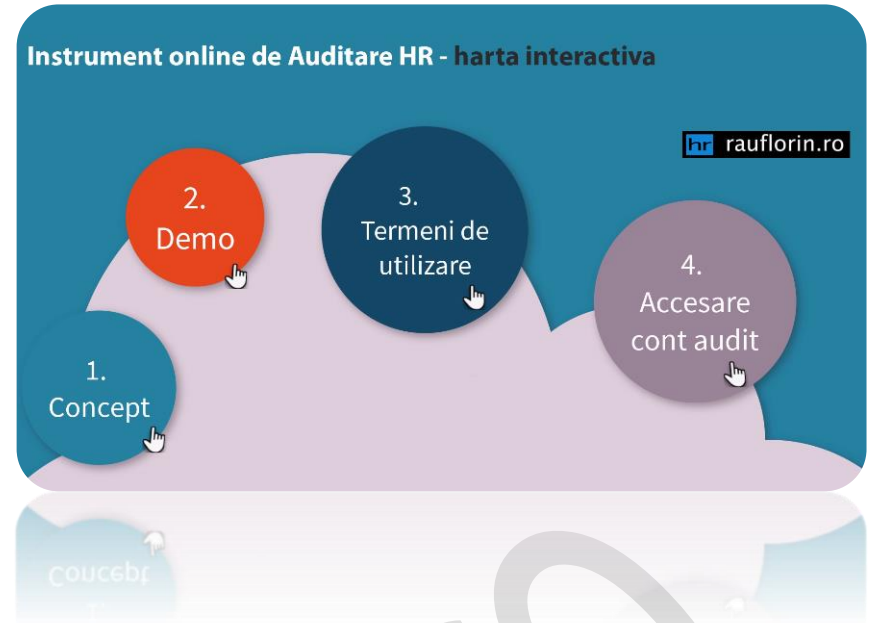 Instrument online de Auditare HR - harta interactiva
hr rauflorin.ro
1.
Concept
2.
Demo
3.
Termeni de
utilizare
4.
Accesare
cont audit